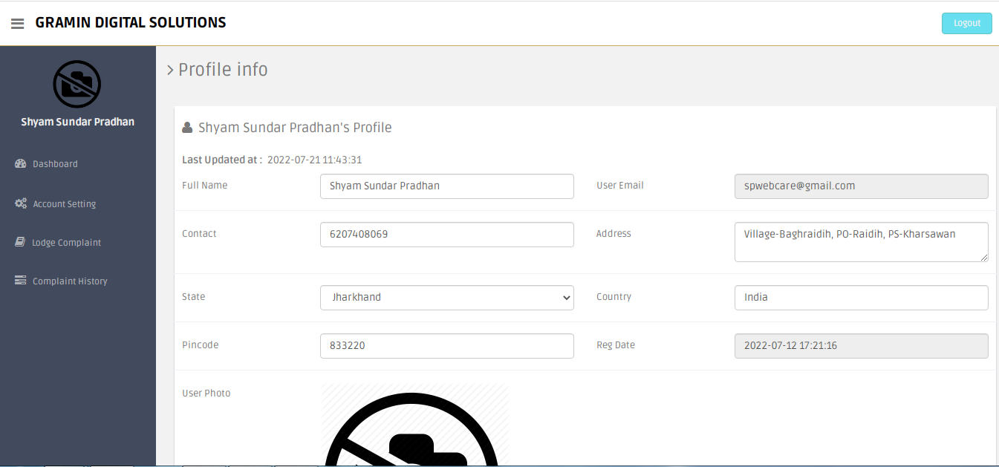 GRAMIN DIGITAL SOLUTIONS
Logout
Shyam Sundar Pradhan
Dashboard
Account Setting
Lodge Complaint
Complaint History
> Profile info
Shyam Sundar Pradhan's Profile
Last Updated at : 2022-07-21 11:43:31
Full Name Shyam Sundar Pradhan User Email spwebcare@gmail.com
Contact 6207408069 Address Village-Baghraidih, PO-Raidih, PS-Kharsawan
State Jharkhand Country India
Pincode 833220 Reg Date 2022-07-12 17:21:16
User Photo